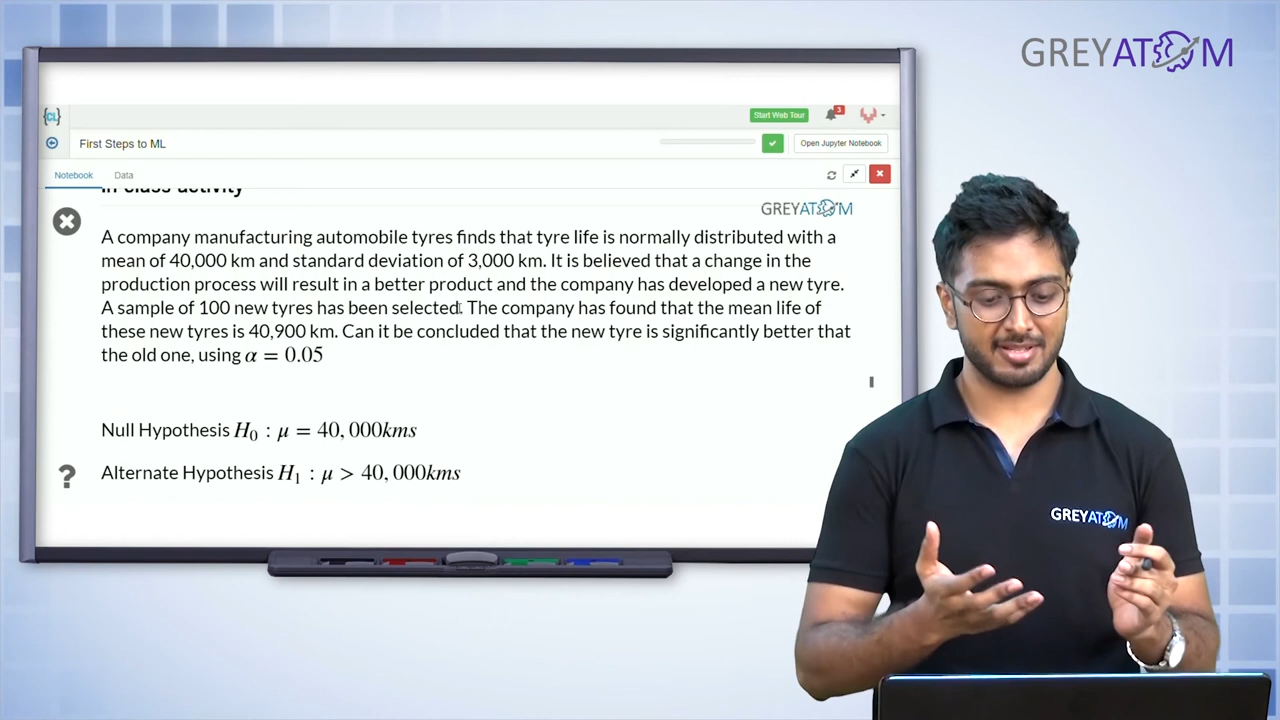 GREYATOM
{CL}
Start Web Tour
3
First Steps to ML
Open Jupyter Notebook
Notebook
Data
In class activity
GREYATOM
A company manufacturing automobile tyres finds that tyre life is normally distributed with a
mean of 40,000 km and standard deviation of 3,000 km. It is believed that a change in the
production process will result in a better product and the company has developed a new tyre.
A sample of 100 new tyres has been selected. The company has found that the mean life of
these new tyres is 40,900 km. Can it be concluded that the new tyre is significantly better that
the old one, using α = 0.05
Null Hypothesis H₀ : μ = 40, 000kms
?
Alternate Hypothesis H₁ : μ > 40, 000kms
GREYATOM